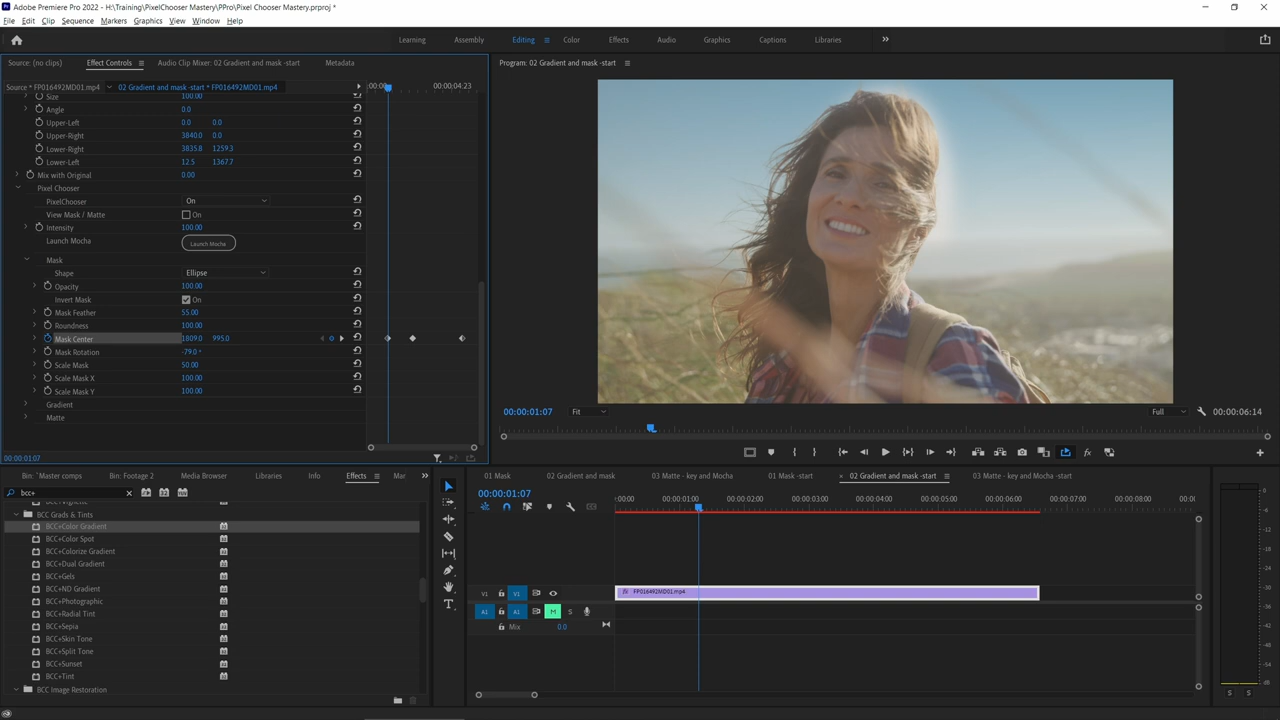 Adobe Premiere Pro 2022 - H:\Training\PixelChooser Mastery\PPro\Pixel Chooser Mastery.prproj *
File Edit Clip Sequence Markers Graphics View Window Help
Learning Assembly Editing Color Effects Audio Graphics Captions Libraries
Source: (no clips) Effect Controls Audio Clip Mixer: 02 Gradient and mask -start Metadata
Program: 02 Gradient and mask -start
Source * FP016492MD01.mp4 02 Gradient and mask -start * FP016492MD01.mp4 :00:00 00:00:04:23
Size 100.00
Angle 0.0
Upper-Left 0.0 0.0
Upper-Right 3840.0 0.0
Lower-Right 3835.8 1259.3
Lower-Left 12.5 1367.7
Mix with Original 0.00
Pixel Chooser
PixelChooser On
View Mask / Matte On
Intensity 100.00
Launch Mocha Launch Mocha
Mask
Shape Ellipse
Opacity 100.00
Invert Mask On
Mask Feather 55.00
Roundness 100.00
Mask Center 1809.0 995.0
Mask Rotation -79.0 °
Scale Mask 50.00
Scale Mask X 100.00
Scale Mask Y 100.00
Gradient
Matte
00:00:01:07
00:00:01:07 Fit Full 00:00:06:14
Bin: * Master comps Bin: Footage 2 Media Browser Libraries Info Effects Mar
bcc+
BCC Grads & Tints
BCC+Color Gradient
BCC+Color Spot
BCC+Colorize Gradient
BCC+Dual Gradient
BCC+Gels
BCC+ND Gradient
BCC+Photographic
BCC+Radial Tint
BCC+Sepia
BCC+Skin Tone
BCC+Split Tone
BCC+Sunset
BCC+Tint
BCC Image Restoration
01 Mask 02 Gradient and mask 03 Matte - key and Mocha 01 Mask -start 02 Gradient and mask -start 03 Matte - key and Mocha -start
00:00:01:07
:00:00 00:00:01:00 00:00:02:00 00:00:03:00 00:00:04:00 00:00:05:00 00:00:06:00 00:00:07:00 00:00:08:00 00:00
V1 V1 fx FP016492MD01.mp4
A1 A1 M S
Mix 0.0
0
-6
-12
-18
-24
-30
-36
-42
-48
-54
dB
S S